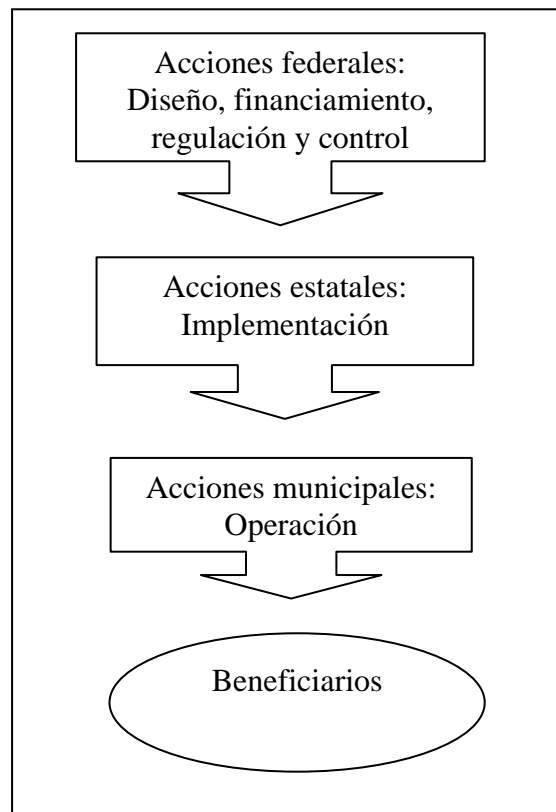 Acciones federales:
Diseño, financiamiento,
regulación y control
Acciones estatales:
Implementación
Acciones municipales:
Operación
Beneficiarios